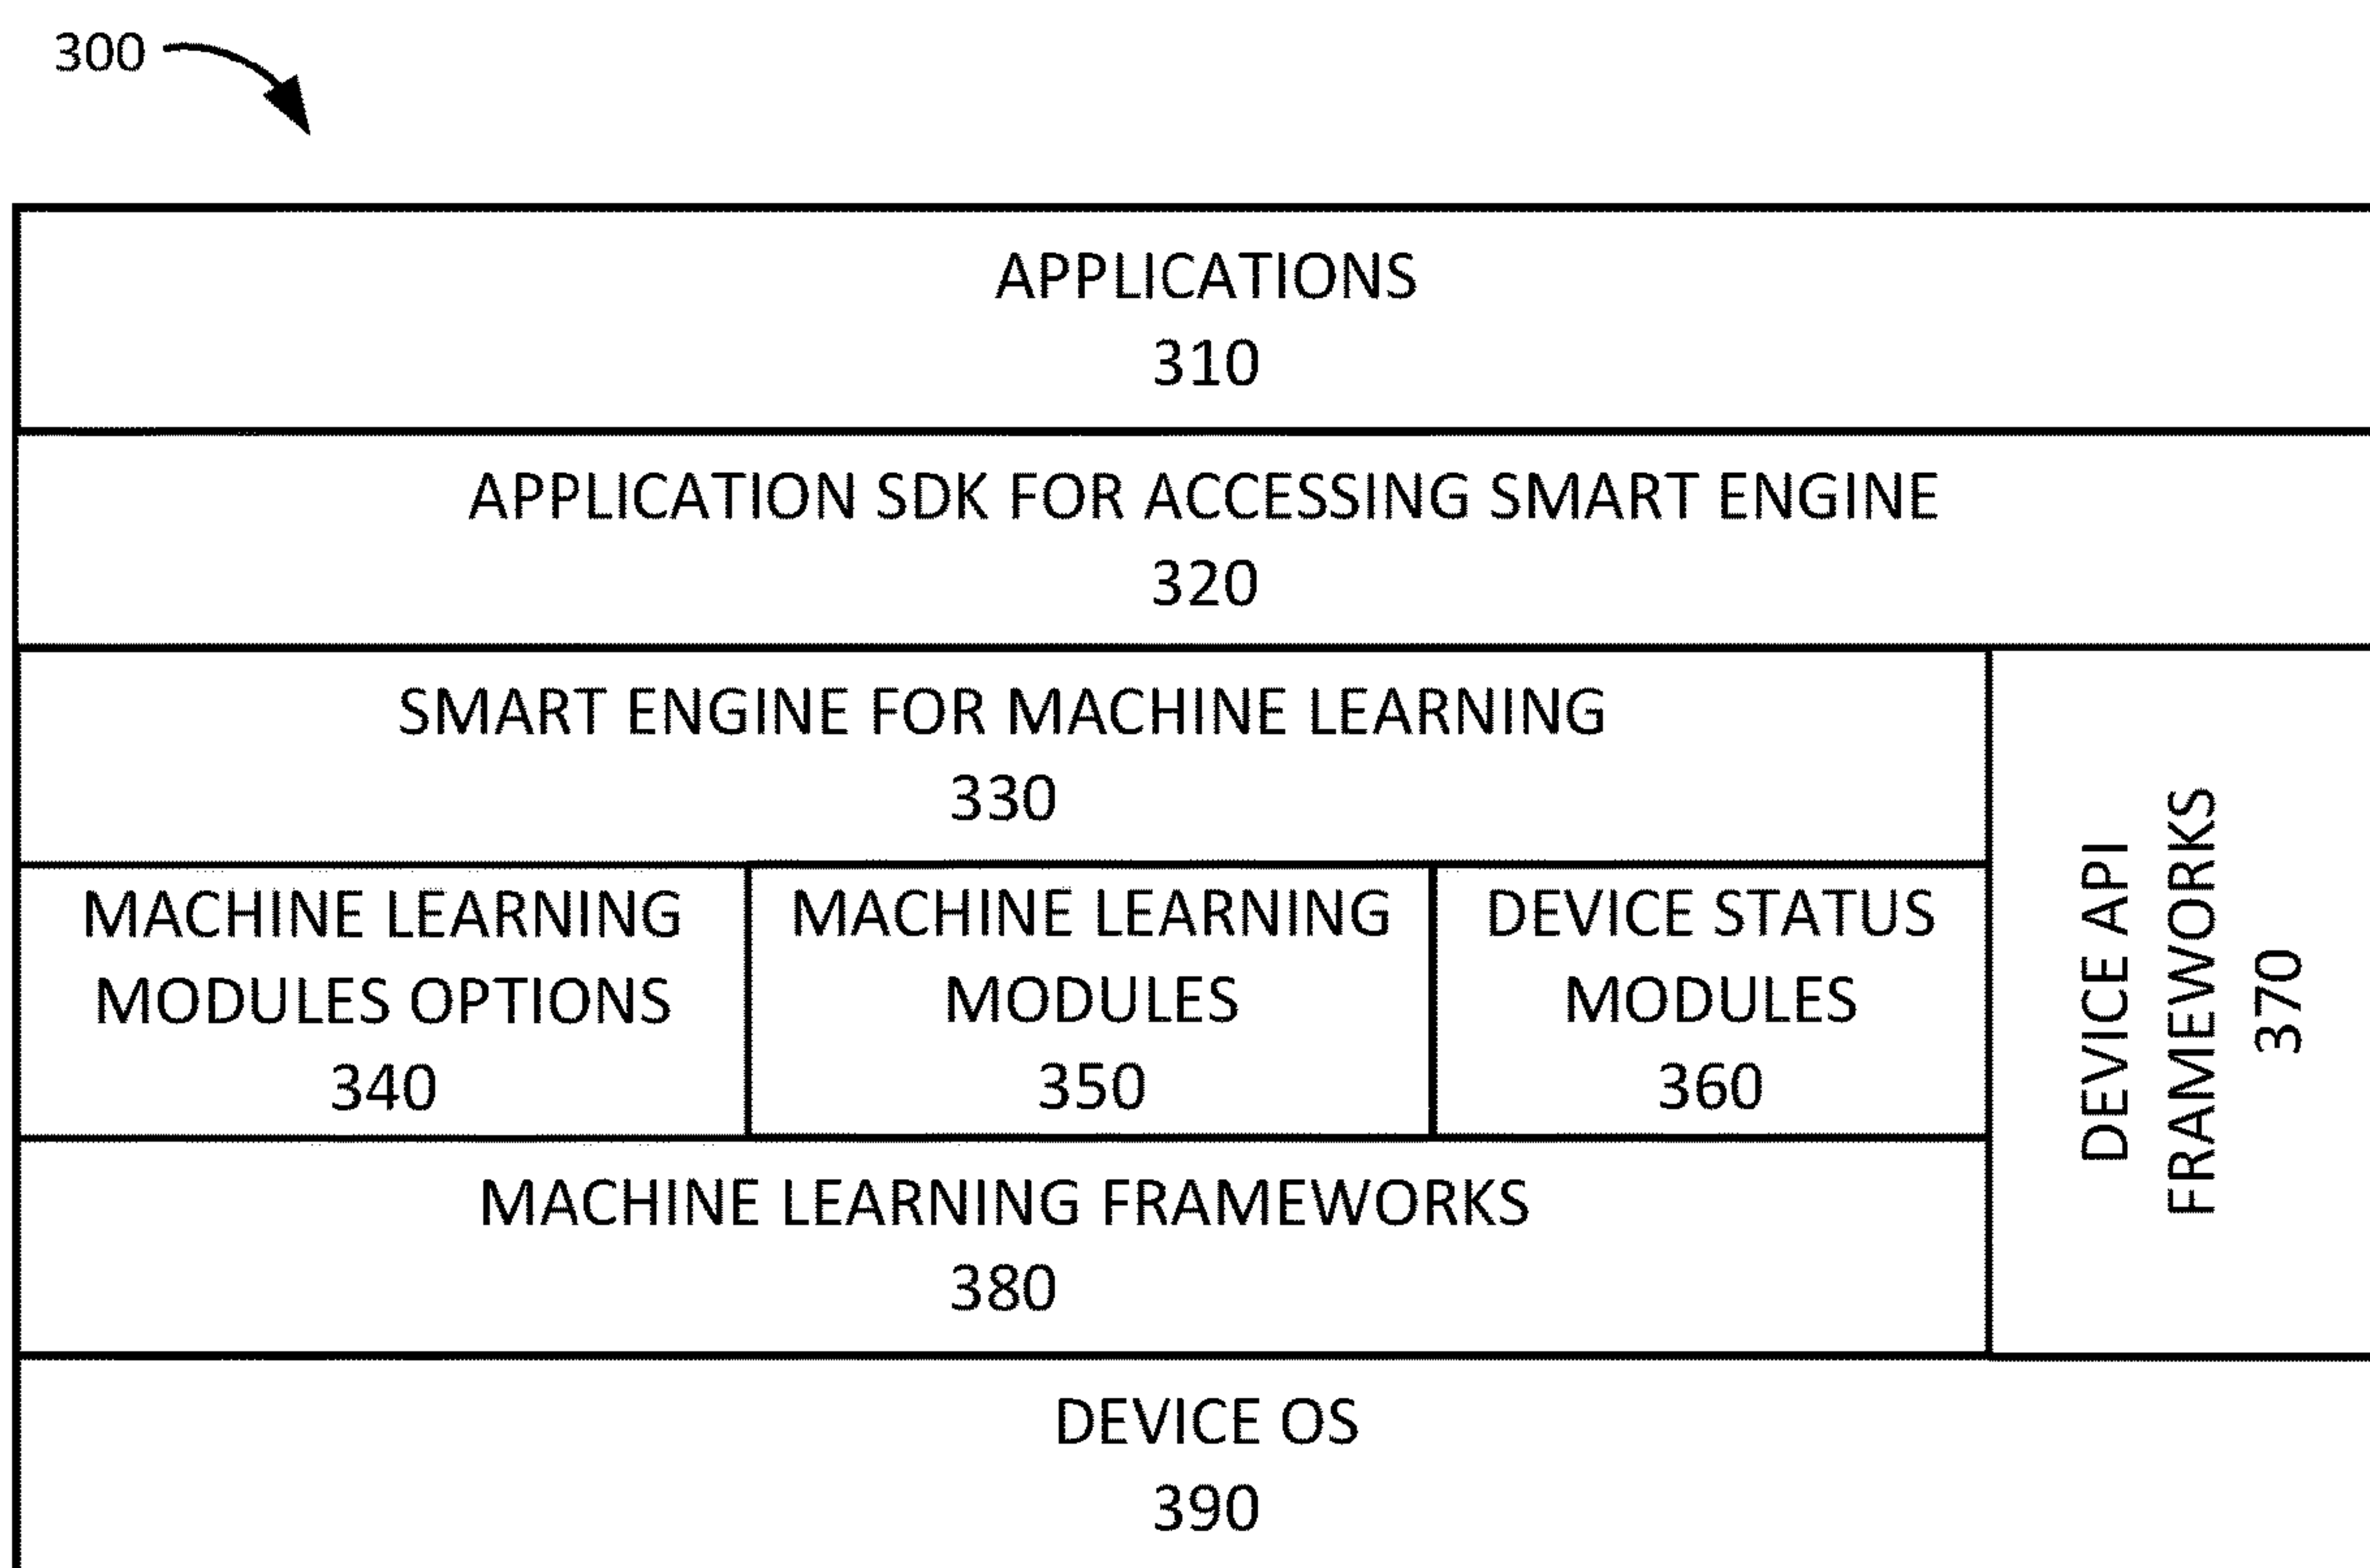 300
APPLICATIONS
310
APPLICATION SDK FOR ACCESSING SMART ENGINE
320
SMART ENGINE FOR MACHINE LEARNING
330
MACHINE LEARNING
MODULES OPTIONS
340
MACHINE LEARNING
MODULES
350
DEVICE STATUS
MODULES
360
DEVICE API
FRAMEWORKS
370
MACHINE LEARNING FRAMEWORKS
380
DEVICE OS
390